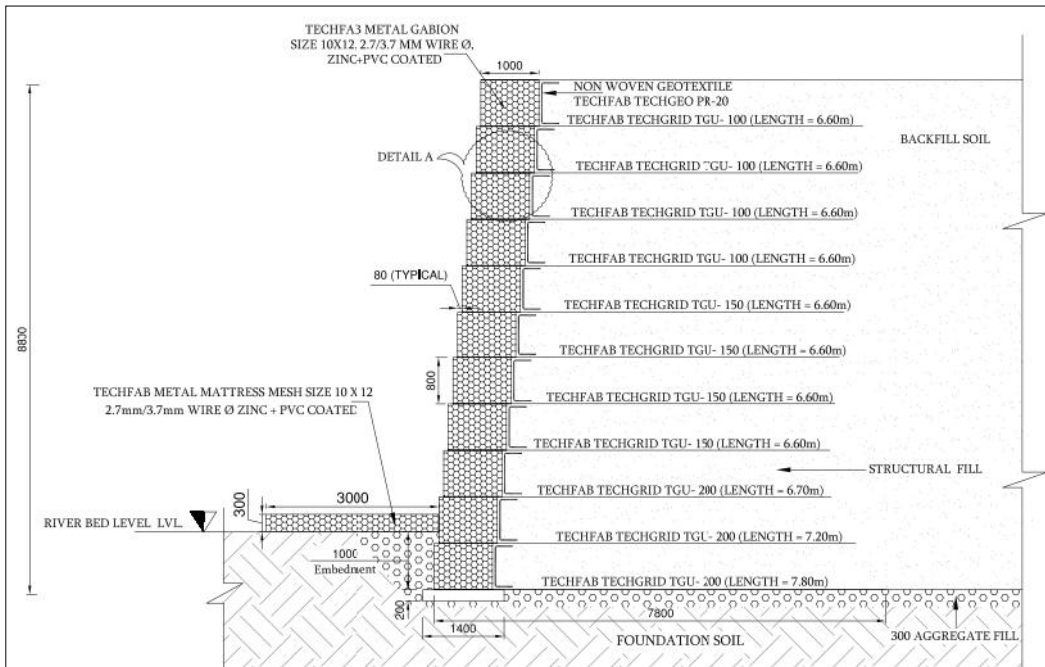 TECHFA3 METAL GABION
SIZE 10X12, 2.7/3.7 MM WIRE Ø,
ZINC+PVC COATED
1000
NON WOVEN GEOTEXTILE
TECHFAB TECHGEO PR-20
TECHFAB TECHGRID TGU- 100 (LENGTH = 6.60m)
BACKFILL SOIL
DETAIL A
TECHFAB TECHGRID TGU- 100 (LENGTH = 6.60m)
TECHFAB TECHGRID TGU- 100 (LENGTH = 6.60m)
TECHFAB TECHGRID TGU- 100 (LENGTH = 6.60m)
80 (TYPICAL)
TECHFAB TECHGRID TGU- 150 (LENGTH = 6.60m)
8800
TECHFAB TECHGRID TGU- 150 (LENGTH = 6.60m)
800
TECHFAB METAL MATTRESS MESH SIZE 10 X 12
2.7mm/3.7mm WIRE Ø ZINC + PVC COATED
TECHFAB TECHGRID TGU- 150 (LENGTH = 6.60m)
TECHFAB TECHGRID TGU- 150 (LENGTH = 6.60m)
STRUCTURAL FILL
TECHFAB TECHGRID TGU- 200 (LENGTH = 6.70m)
3000
300
RIVER BED LEVEL LVL.
TECHFAB TECHGRID TGU- 200 (LENGTH = 7.20m)
1000
Embedment
TECHFAB TECHGRID TGU- 200 (LENGTH = 7.80m)
200
7800
1400
FOUNDATION SOIL
300 AGGREGATE FILL